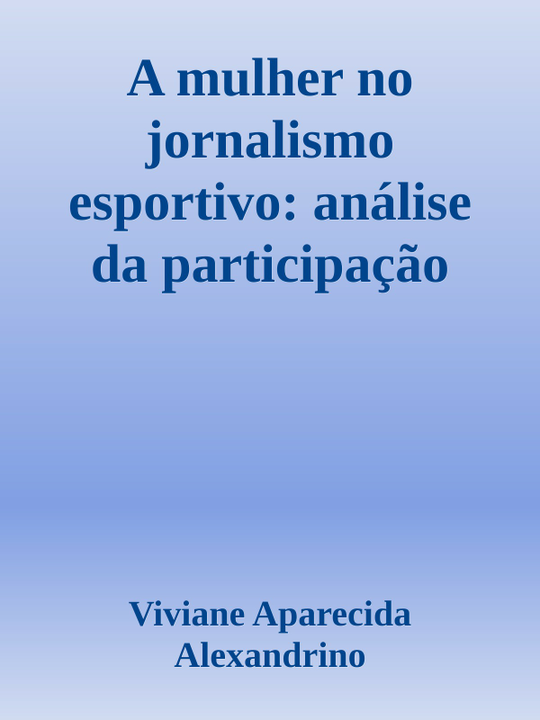 A mulher no
jornalismo
esportivo: análise
da participação
Viviane Aparecida
Alexandrino